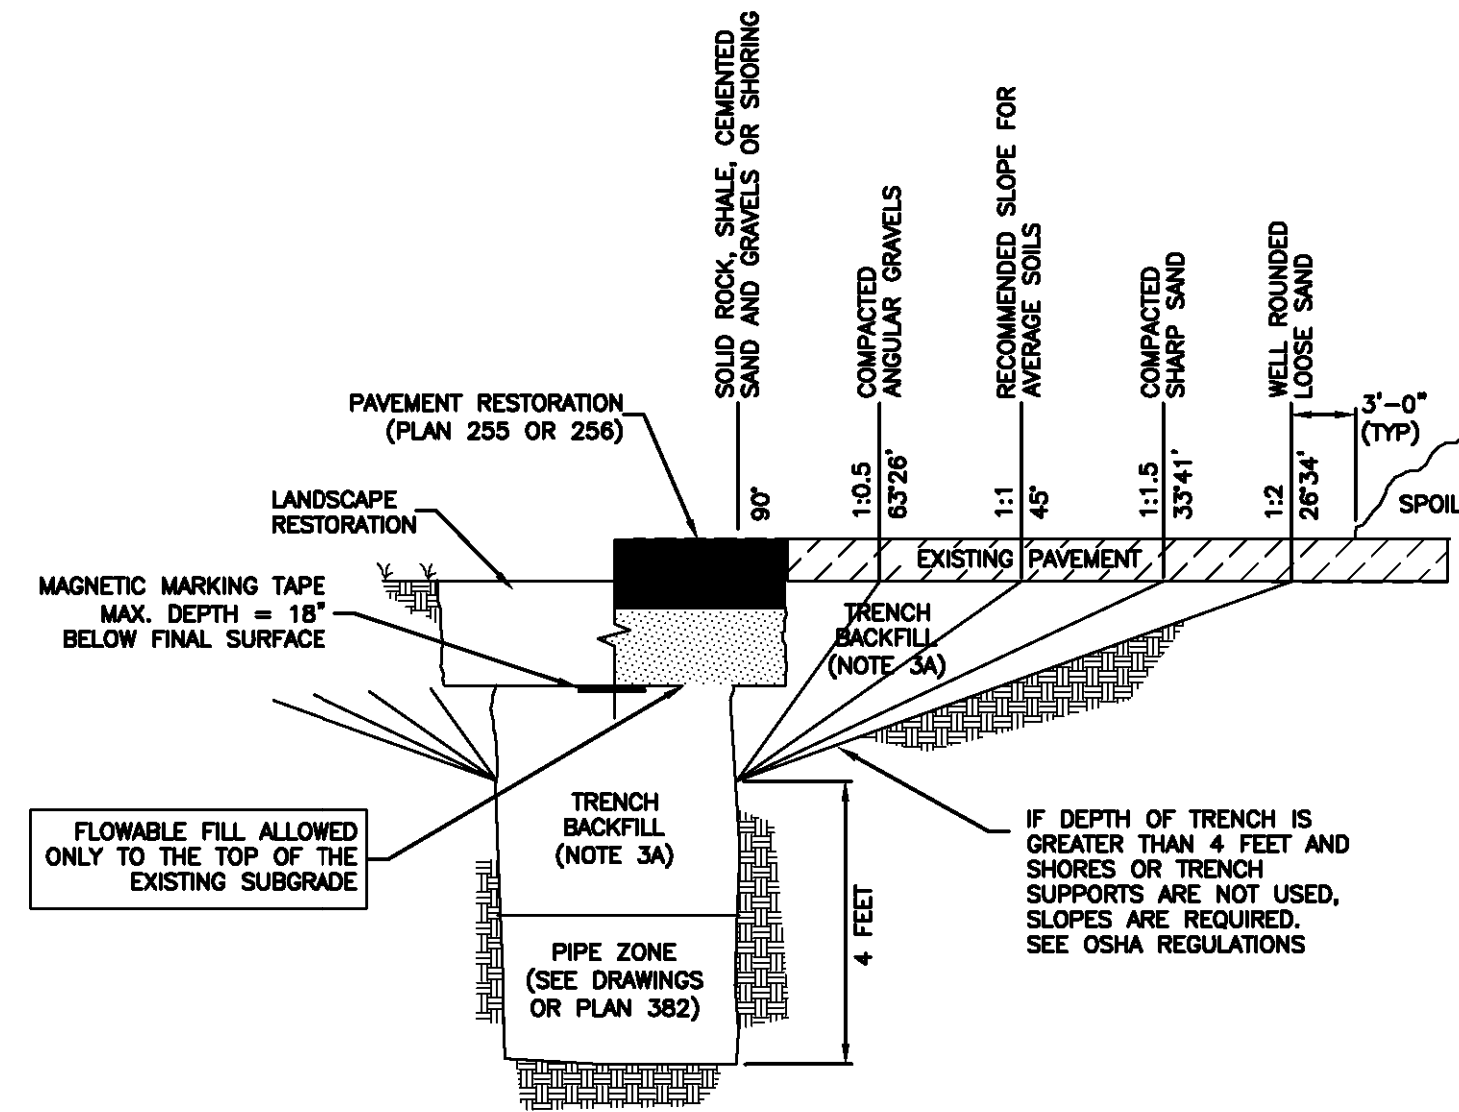 SOLID ROCK, SHALE, CEMENTED
SAND AND GRAVELS OR SHORING
COMPACTED
ANGULAR GRAVELS
RECOMMENDED SLOPE FOR
AVERAGE SOILS
COMPACTED
SHARP SAND
WELL ROUNDED
LOOSE SAND
3'-0"
(TYP)
PAVEMENT RESTORATION
(PLAN 255 OR 256)
90°
1:0.5
63°26'
1:1
45°
1:1.5
33°41'
1:2
26°34'
SPOIL
LANDSCAPE
RESTORATION
EXISTING PAVEMENT
MAGNETIC MARKING TAPE
MAX. DEPTH = 18"
BELOW FINAL SURFACE
TRENCH
BACKFILL
(NOTE 3A)
FLOWABLE FILL ALLOWED
ONLY TO THE TOP OF THE
EXISTING SUBGRADE
TRENCH
BACKFILL
(NOTE 3A)
IF DEPTH OF TRENCH IS
GREATER THAN 4 FEET AND
SHORES OR TRENCH
SUPPORTS ARE NOT USED,
SLOPES ARE REQUIRED.
SEE OSHA REGULATIONS
4 FEET
PIPE ZONE
(SEE DRAWINGS
OR PLAN 382)